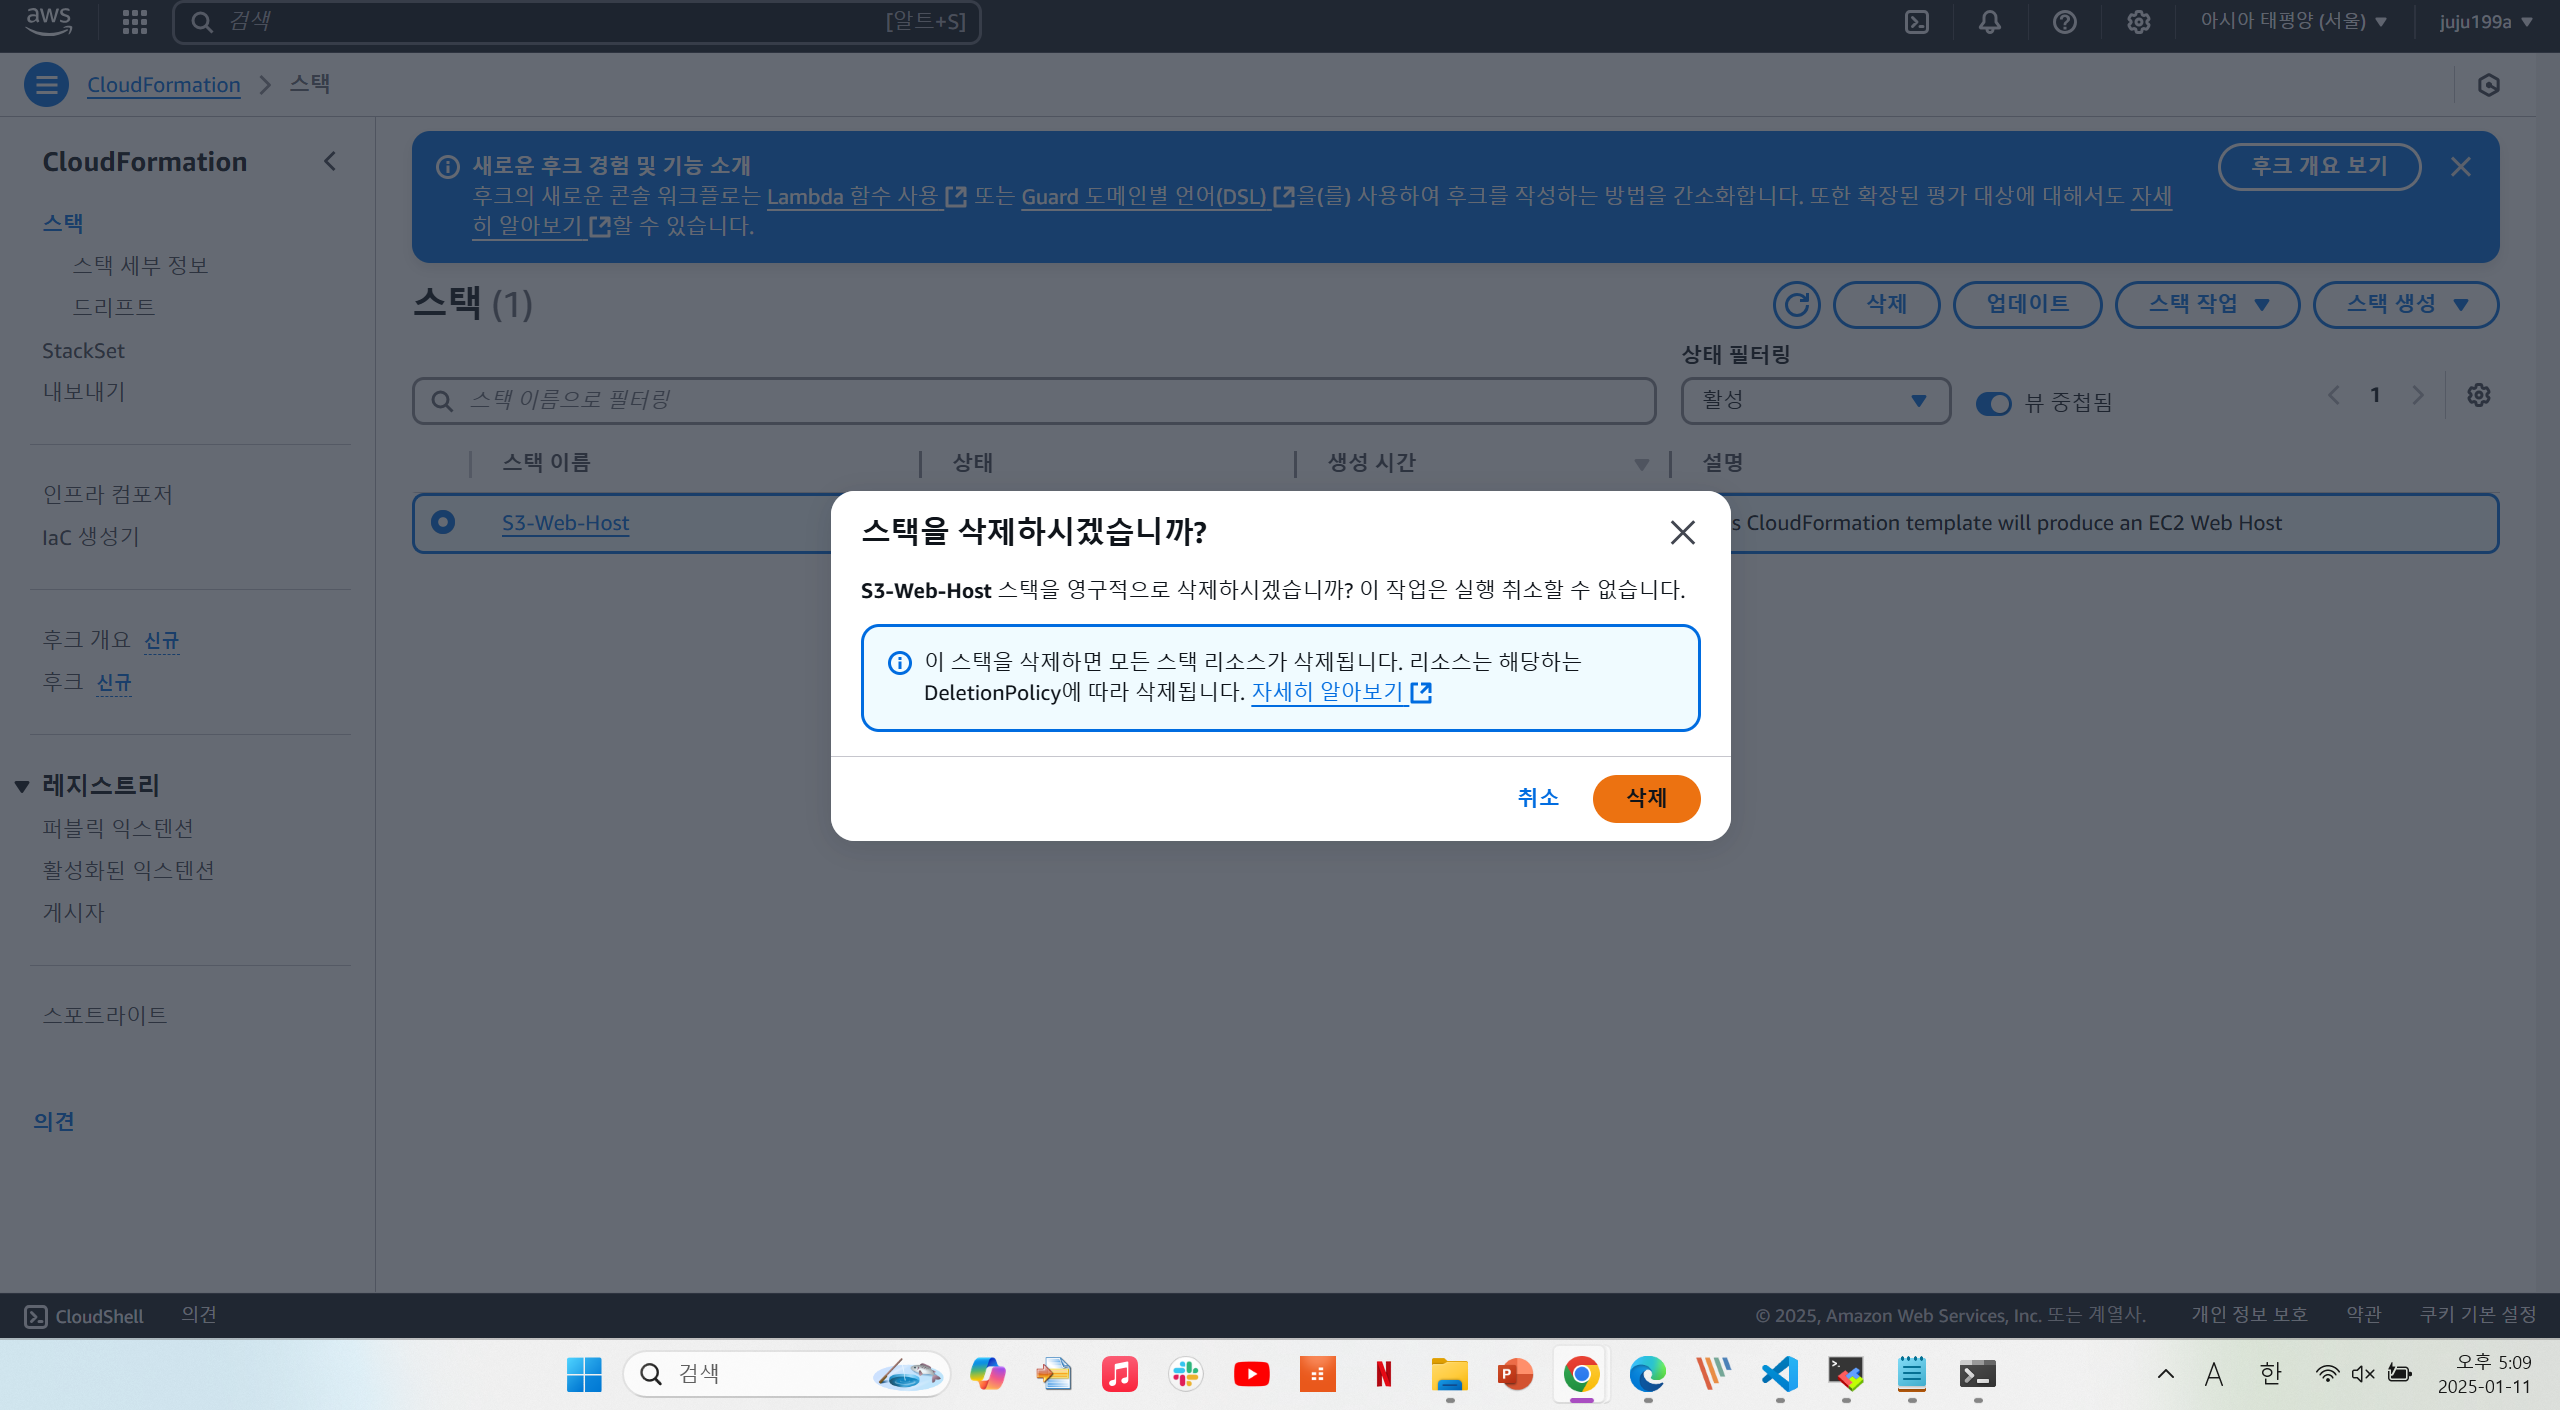 aws
검색
[알트+S]
아시아 태평양 (서울)
juju199a
CloudFormation
스택
CloudFormation
스택
스택 세부 정보
드리프트
StackSet
내보내기
인프라 컴포저
IaC 생성기
후크 개요 신규
후크 신규
레지스트리
퍼블릭 익스텐션
활성화된 익스텐션
게시자
스포트라이트
의견
새로운 후크 경험 및 기능 소개
후크의 새로운 콘솔 워크플로는 Lambda 함수 사용 또는 Guard 도메인별 언어(DSL) 을(를) 사용하여 후크를 작성하는 방법을 간소화합니다. 또한 확장된 평가 대상에 대해서도 자세
히 알아보기 할 수 있습니다.
후크 개요 보기
스택 (1)
삭제
업데이트
스택 작업
스택 생성
스택 이름으로 필터링
상태 필터링
활성
뷰 중첩됨
1
스택 이름
상태
생성 시간
설명
S3-Web-Host
s CloudFormation template will produce an EC2 Web Host
스택을 삭제하시겠습니까?
S3-Web-Host 스택을 영구적으로 삭제하시겠습니까? 이 작업은 실행 취소할 수 없습니다.
이 스택을 삭제하면 모든 스택 리소스가 삭제됩니다. 리소스는 해당하는
DeletionPolicy에 따라 삭제됩니다. 자세히 알아보기
취소
삭제
CloudShell
의견
© 2025, Amazon Web Services, Inc. 또는 계열사.
개인 정보 보호
약관
쿠키 기본 설정
검색
N
P
A
한
오후 5:09
2025-01-11